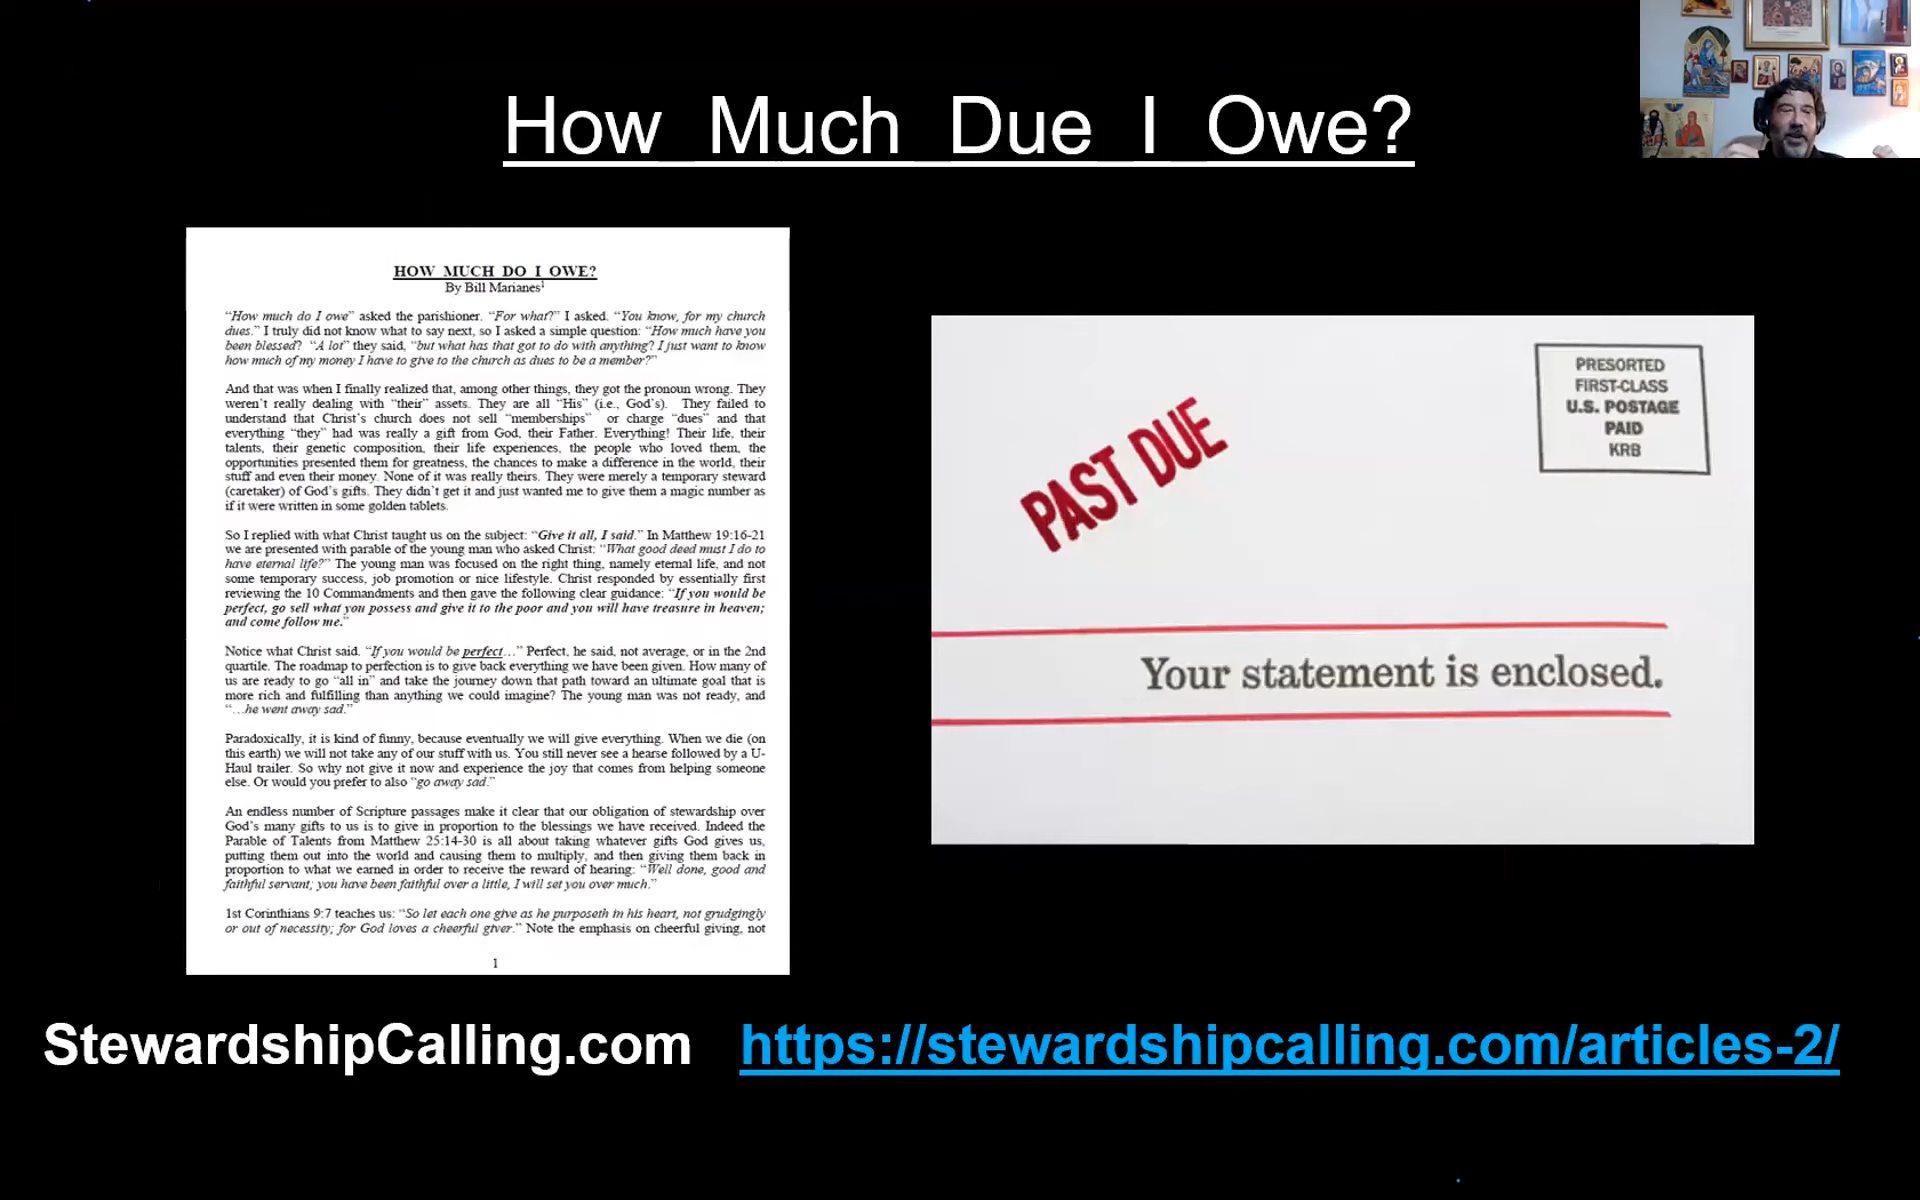 How Much Due I Owe?
HOW MUCH DO I OWE?
By Bill Marianes¹
“How much do I owe” asked the parishioner. “For what?” I asked. “You know, for my church
dues.” I truly did not know what to say next, so I asked a simple question: “How much have you
been blessed? “A lot” they said, “but what has that got to do with anything? I just want to know
how much of my money I have to give to the church as dues to be a member?”
And that was when I finally realized that, among other things, they got the pronoun wrong. They
weren’t really dealing with “their” assets. They are all “His” (i.e., God’s). They failed to
understand that Christ’s church does not sell “memberships” or charge “dues” and that
everything “they” had was really a gift from God, their Father. Everything! Their life, their
talents, their genetic composition, their life experiences, the people who loved them, the
opportunities presented them for greatness, the chances to make a difference in the world, their
stuff and even their money. None of it was really theirs. They were merely a temporary steward
(caretaker) of God’s gifts. They didn’t get it and just wanted me to give them a magic number as
if it were written in some golden tablets.
So I replied with what Christ taught us on the subject: “Give it all, I said.” In Matthew 19:16-21
we are presented with parable of the young man who asked Christ: “What good deed must I do to
have eternal life?” The young man was focused on the right thing, namely eternal life, and not
some temporary success, job promotion or nice lifestyle. Christ responded by essentially first
reviewing the 10 Commandments and then gave the following clear guidance: “If you would be
perfect, go sell what you possess and give it to the poor and you will have treasure in heaven;
and come follow me.”
Notice what Christ said. “If you would be perfect…” Perfect, he said, not average, or in the 2nd
quartile. The roadmap to perfection is to give back everything we have been given. How many of
us are ready to go “all in” and take the journey down that path toward an ultimate goal that is
more rich and fulfilling than anything we could imagine? The young man was not ready, and
“…he went away sad.”
Paradoxically, it is kind of funny, because eventually we will give everything. When we die (on
this earth) we will not take any of our stuff with us. You still never see a hearse followed by a U-
Haul trailer. So why not give it now and experience the joy that comes from helping someone
else. Or would you prefer to also “go away sad.”
An endless number of Scripture passages make it clear that our obligation of stewardship over
God’s many gifts to us is to give in proportion to the blessings we have received. Indeed the
Parable of Talents from Matthew 25:14-30 is all about taking whatever gifts God gives us,
putting them out into the world and causing them to multiply, and then giving them back in
proportion to what we earned in order to receive the reward of hearing: “Well done, good and
faithful servant; you have been faithful over a little, I will set you over much.”
1st Corinthians 9:7 teaches us: “So let each one give as he purposeth in his heart, not grudgingly
or out of necessity; for God loves a cheerful giver.” Note the emphasis on cheerful giving, not
1
PRESORTED
FIRST-CLASS
U.S. POSTAGE
PAID
KRB
PAST DUE
Your statement is enclosed.
StewardshipCalling.com https://stewardshipcalling.com/articles-2/